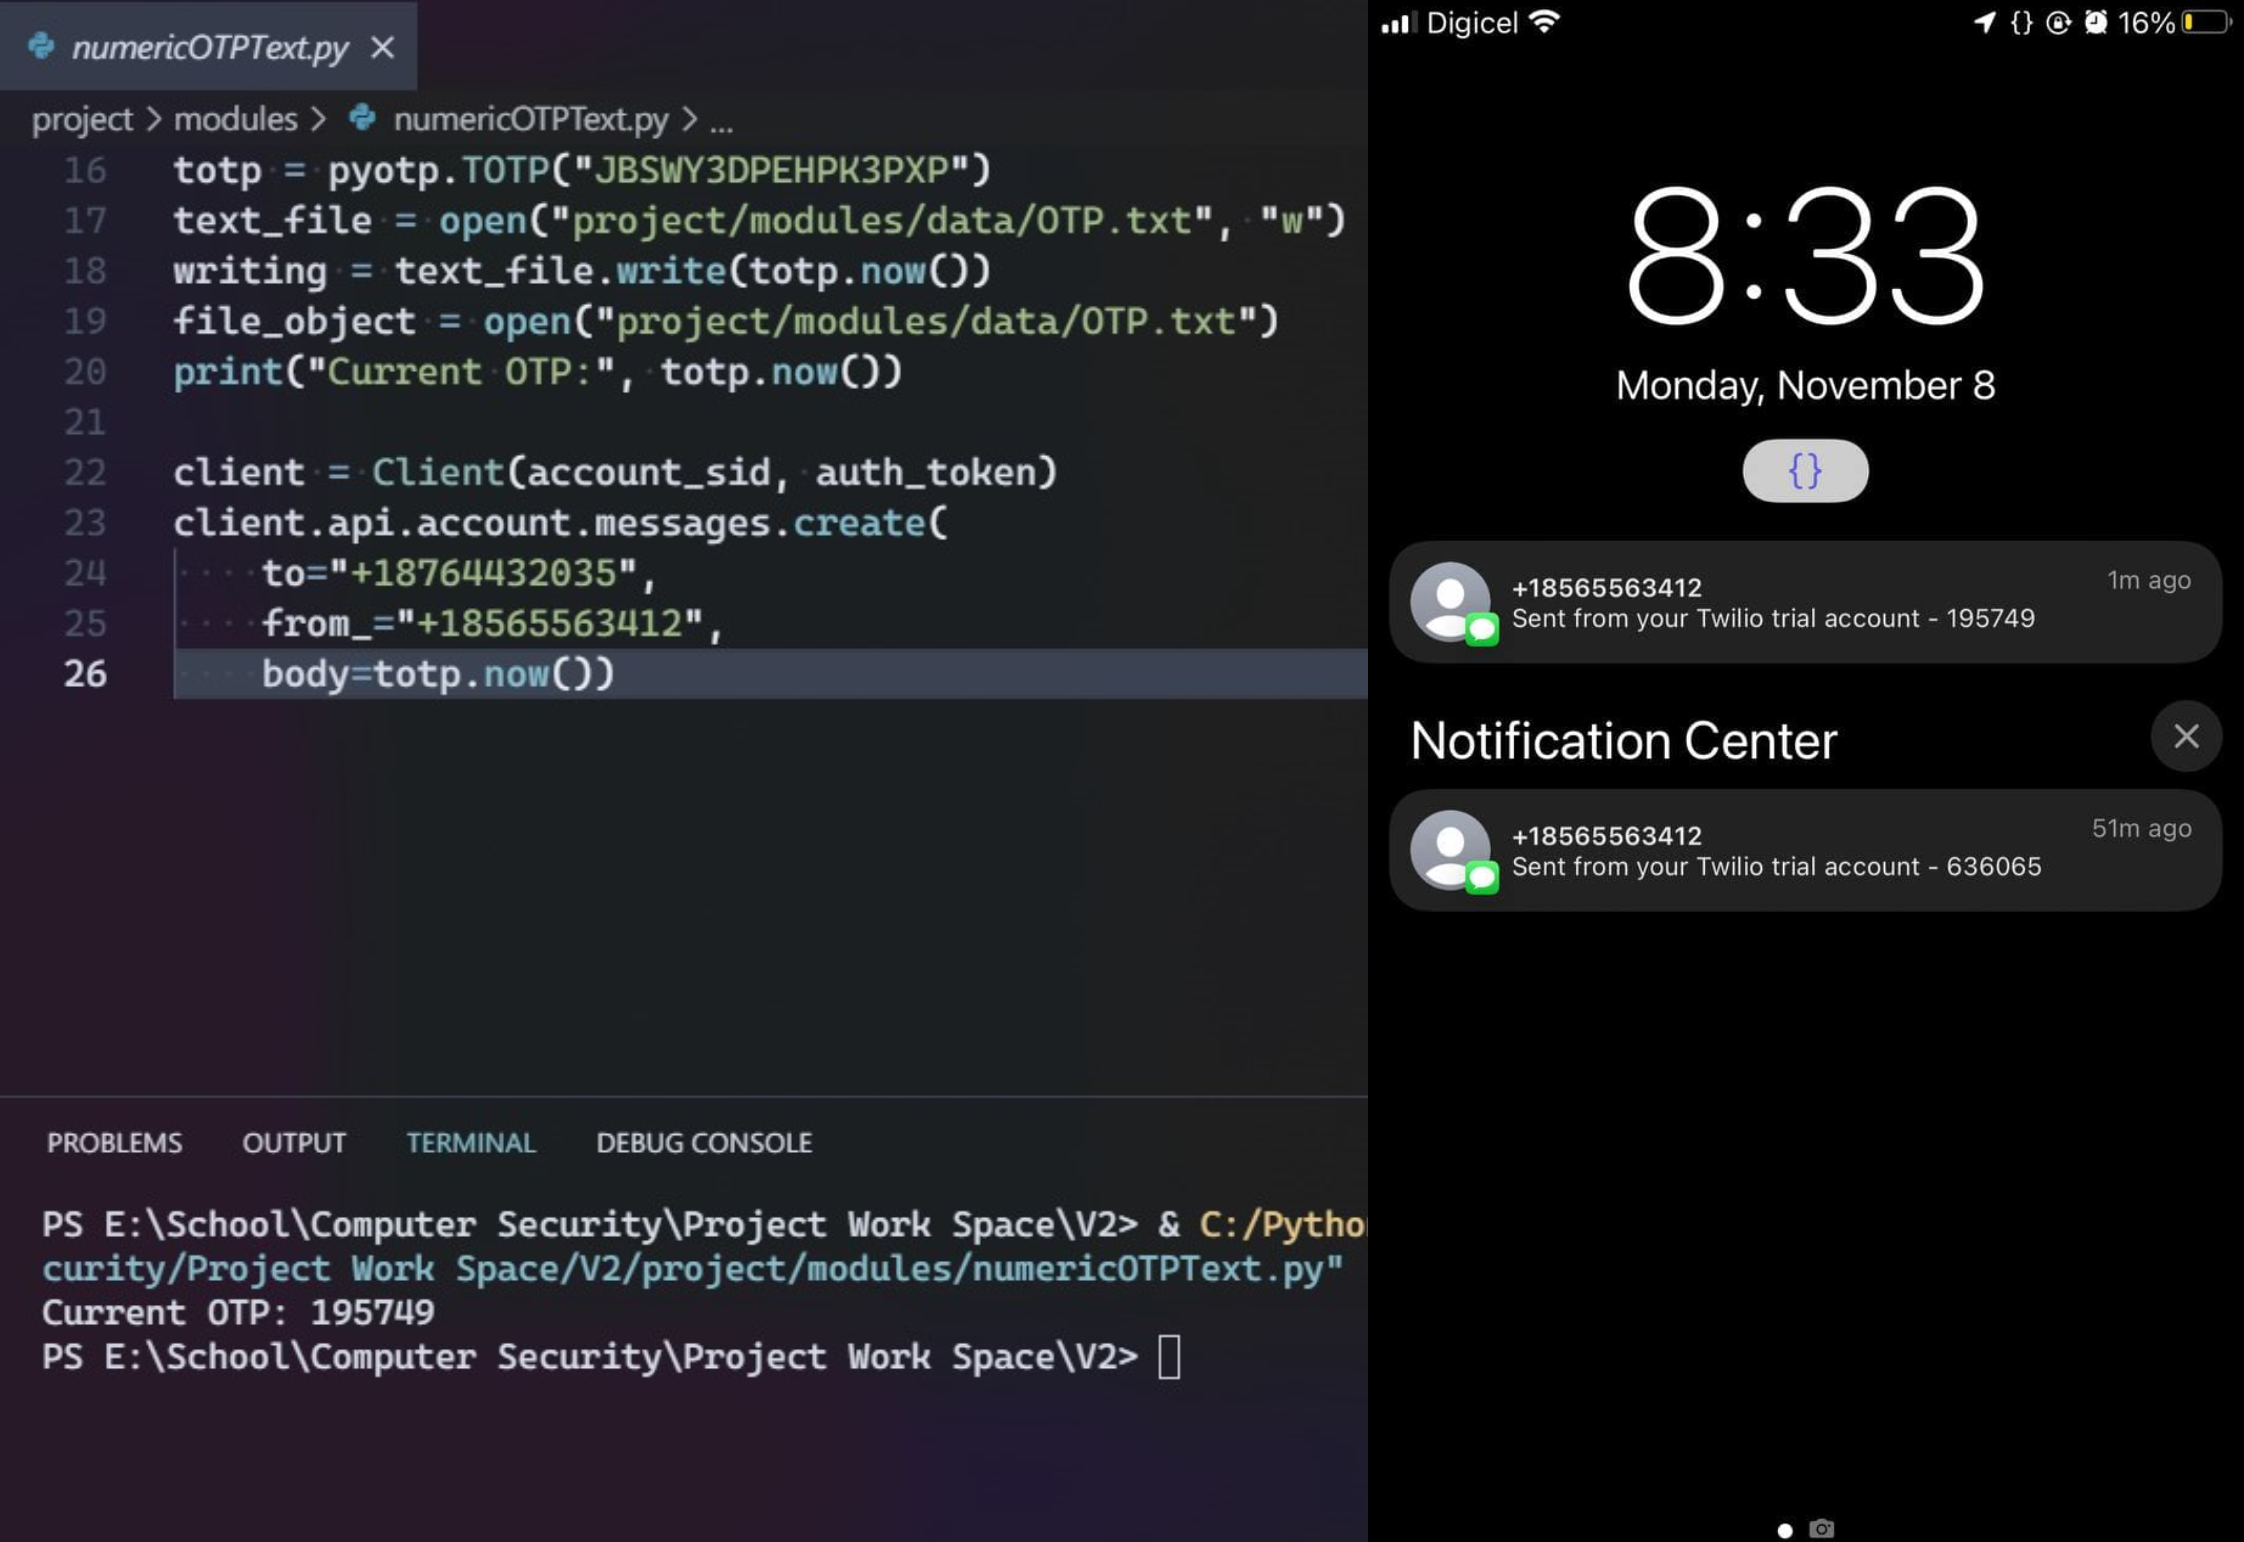 numericOTPText.py ×
project > modules > numericOTPText.py > ...
16 totp = pyotp.TOTP("JBSWY3DPEHPK3PXP")
17 text_file = open("project/modules/data/OTP.txt", "w")
18 writing = text_file.write(totp.now())
19 file_object = open("project/modules/data/OTP.txt")
20 print("Current OTP:", totp.now())
21
22 client = Client(account_sid, auth_token)
23 client.api.account.messages.create(
24 to="+18764432035",
25 from_="+18565563412",
26 body=totp.now())
PROBLEMS OUTPUT TERMINAL DEBUG CONSOLE
PS E:\School\Computer Security\Project Work Space\V2> & C:/Pytho
curity/Project Work Space/V2/project/modules/numericOTPText.py"
Current OTP: 195749
PS E:\School\Computer Security\Project Work Space\V2>
Digicel {} 16%
8:33
Monday, November 8
{}
+18565563412 1m ago
Sent from your Twilio trial account - 195749
Notification Center
+18565563412 51m ago
Sent from your Twilio trial account - 636065